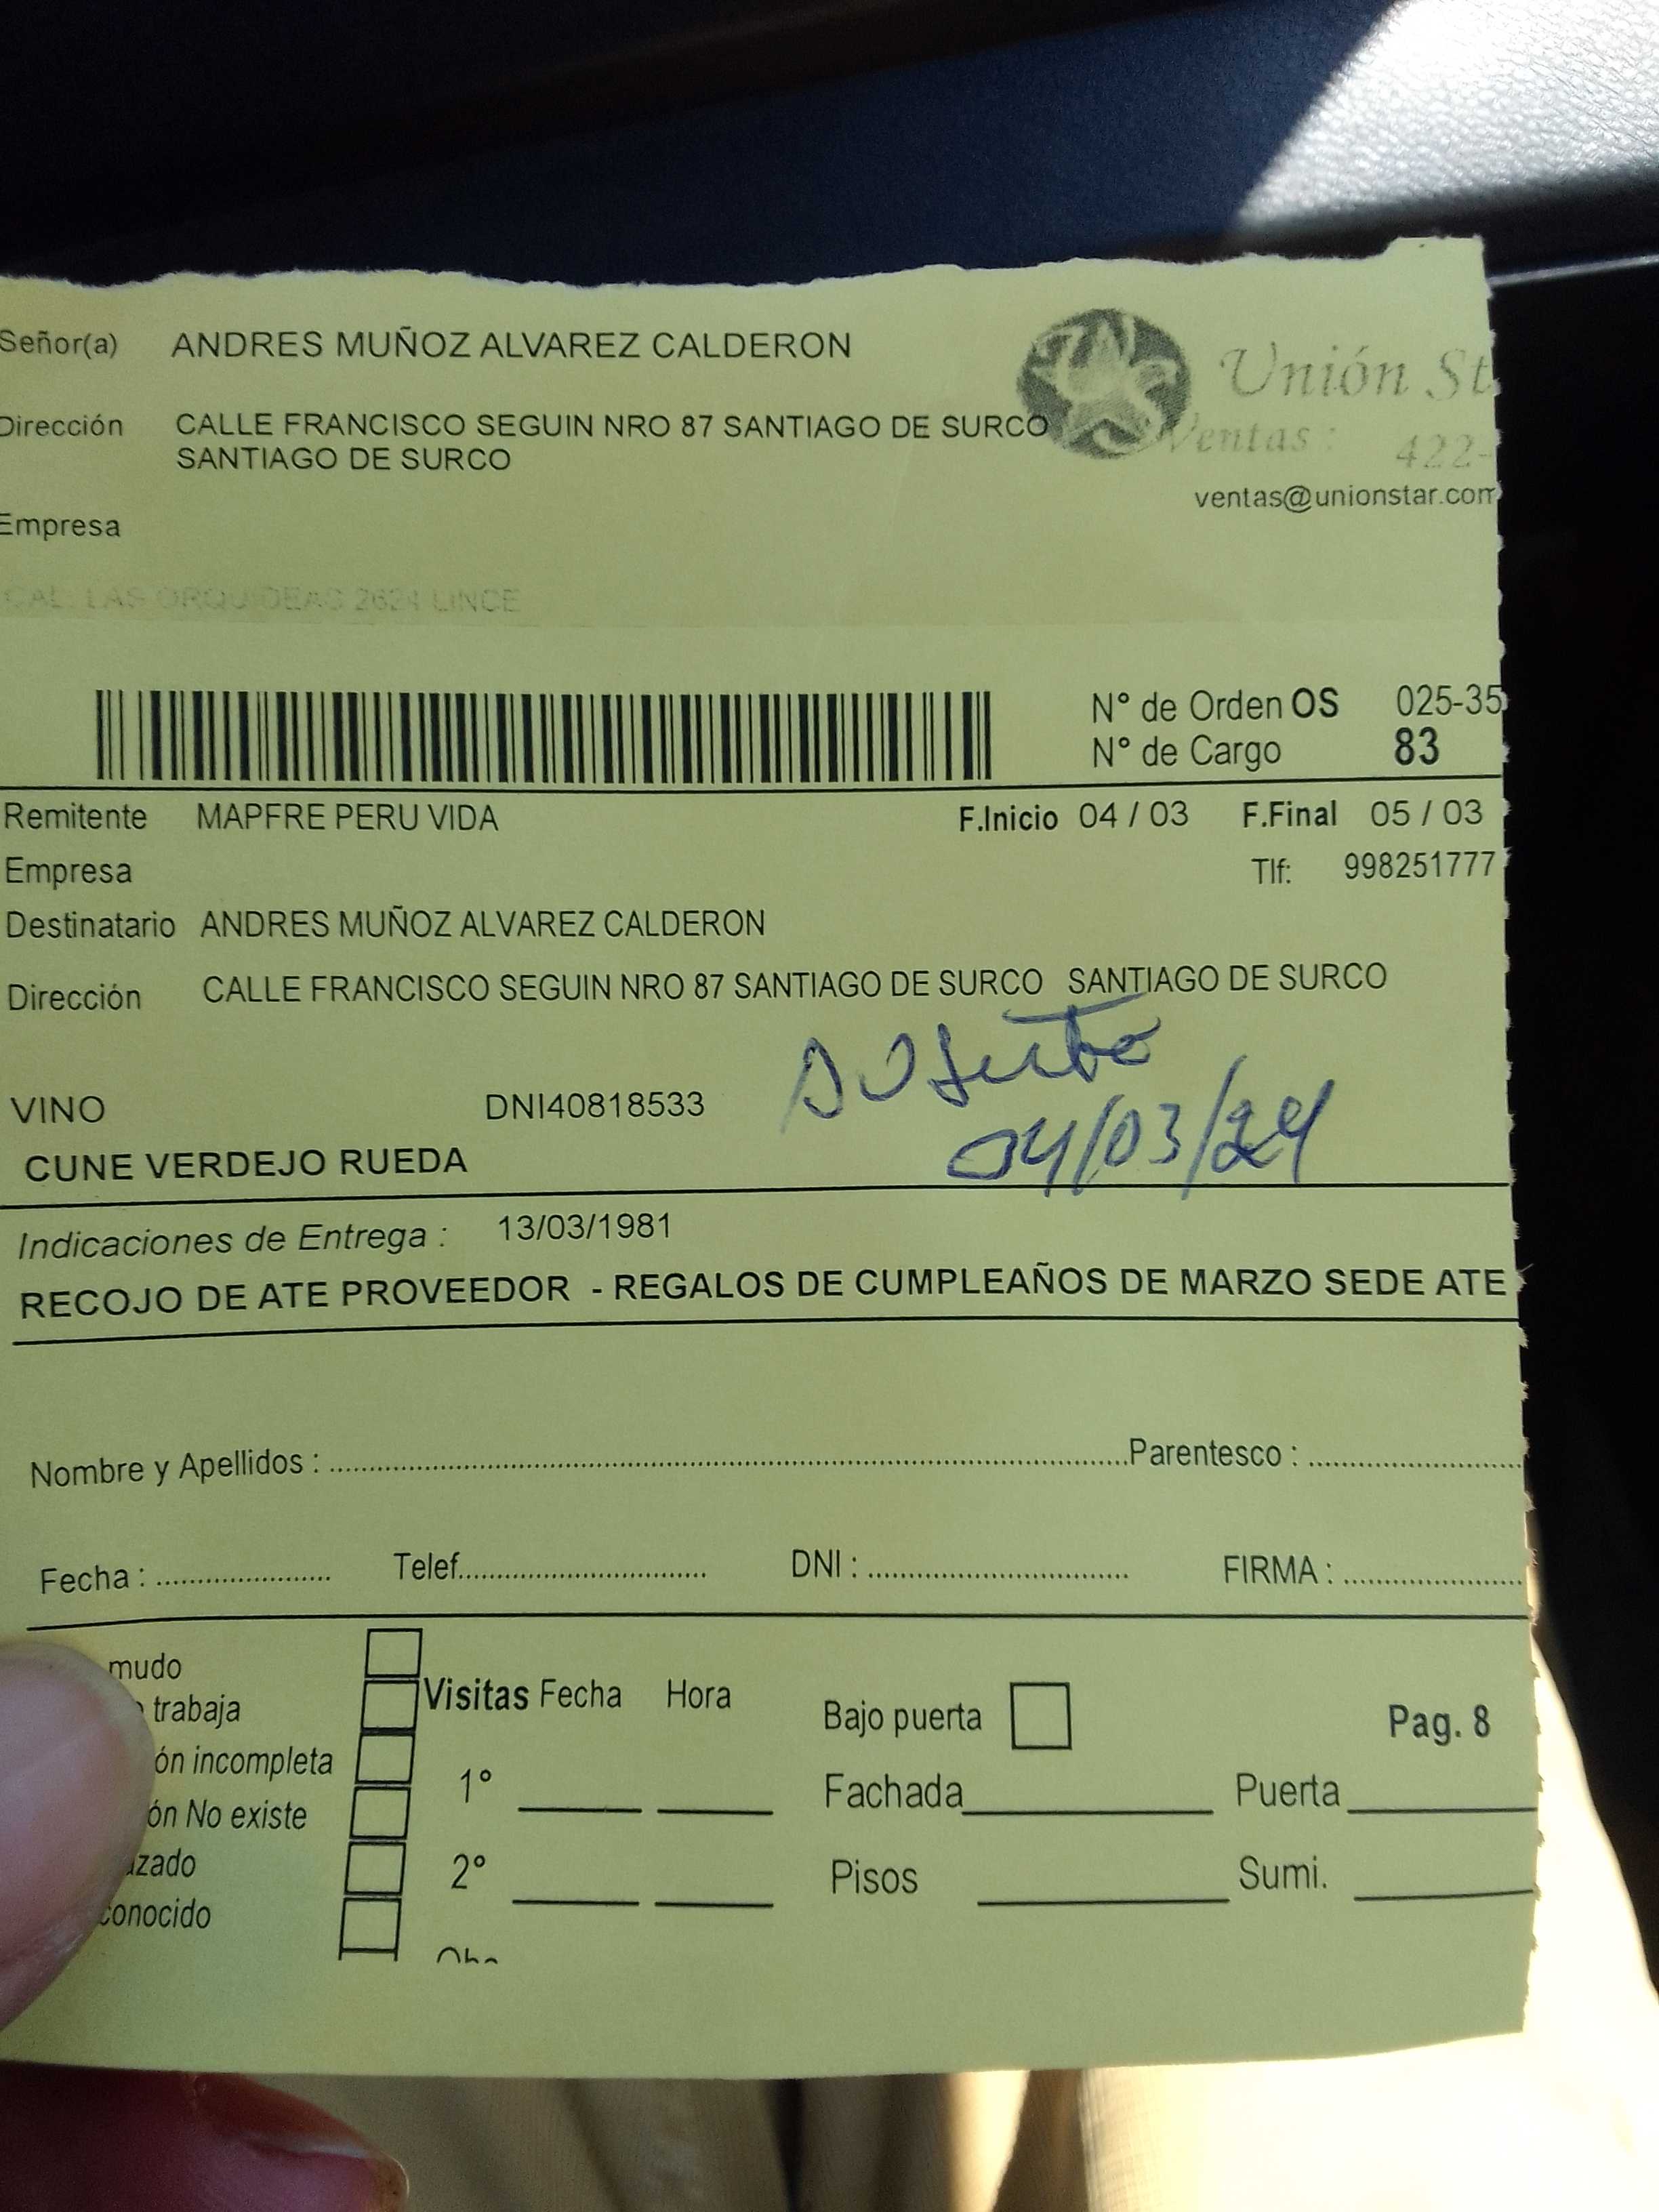 Señor(a) ANDRES MUÑOZ ALVAREZ CALDERON
Unión St
Dirección CALLE FRANCISCO SEGUIN NRO 87 SANTIAGO DE SURCO
SANTIAGO DE SURCO
Ventas : 422-
ventas@unionstar.com
Empresa
CAL. LAS ORQUIDEAS 2624 LINCE
N° de Orden OS 025-35
N° de Cargo 83
Remitente MAPFRE PERU VIDA F.Inicio 04 / 03 F.Final 05 / 03
Empresa Tlf: 998251777
Destinatario ANDRES MUÑOZ ALVAREZ CALDERON
Dirección CALLE FRANCISCO SEGUIN NRO 87 SANTIAGO DE SURCO SANTIAGO DE SURCO
VINO DNI40818533
04/03/24
CUNE VERDEJO RUEDA
Indicaciones de Entrega : 13/03/1981
RECOJO DE ATE PROVEEDOR - REGALOS DE CUMPLEAÑOS DE MARZO SEDE ATE
Nombre y Apellidos : Parentesco :
Fecha : Telef. DNI : FIRMA :
mudo
trabaja
Visitas Fecha Hora
Bajo puerta
Pag. 8
ón incompleta
1°
Fachada Puerta
ón No existe
zado
2°
Pisos Sumi.
conocido